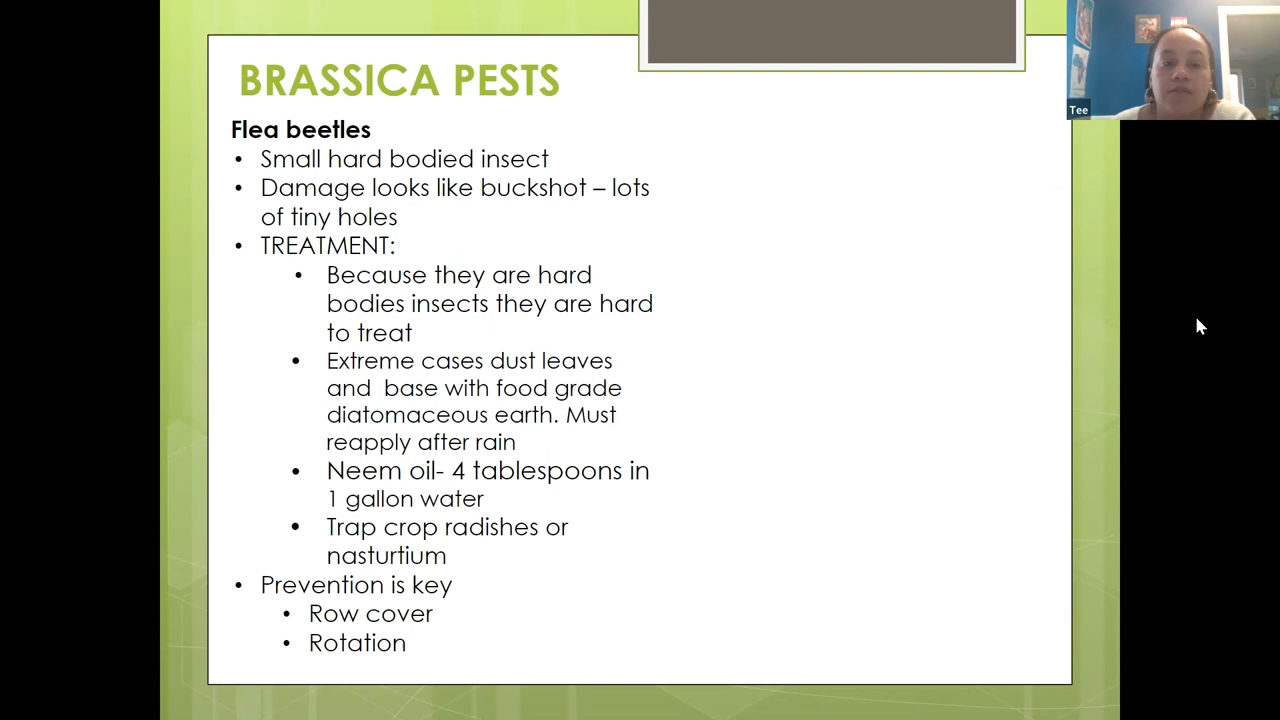 BRASSICA PESTS
Tee
Flea beetles
• Small hard bodied insect
• Damage looks like buckshot – lots
of tiny holes
• TREATMENT:
• Because they are hard
bodies insects they are hard
to treat
• Extreme cases dust leaves
and  base with food grade
diatomaceous earth. Must
reapply after rain
• Neem oil- 4 tablespoons in
1 gallon water
• Trap crop radishes or
nasturtium
• Prevention is key
• Row cover
• Rotation